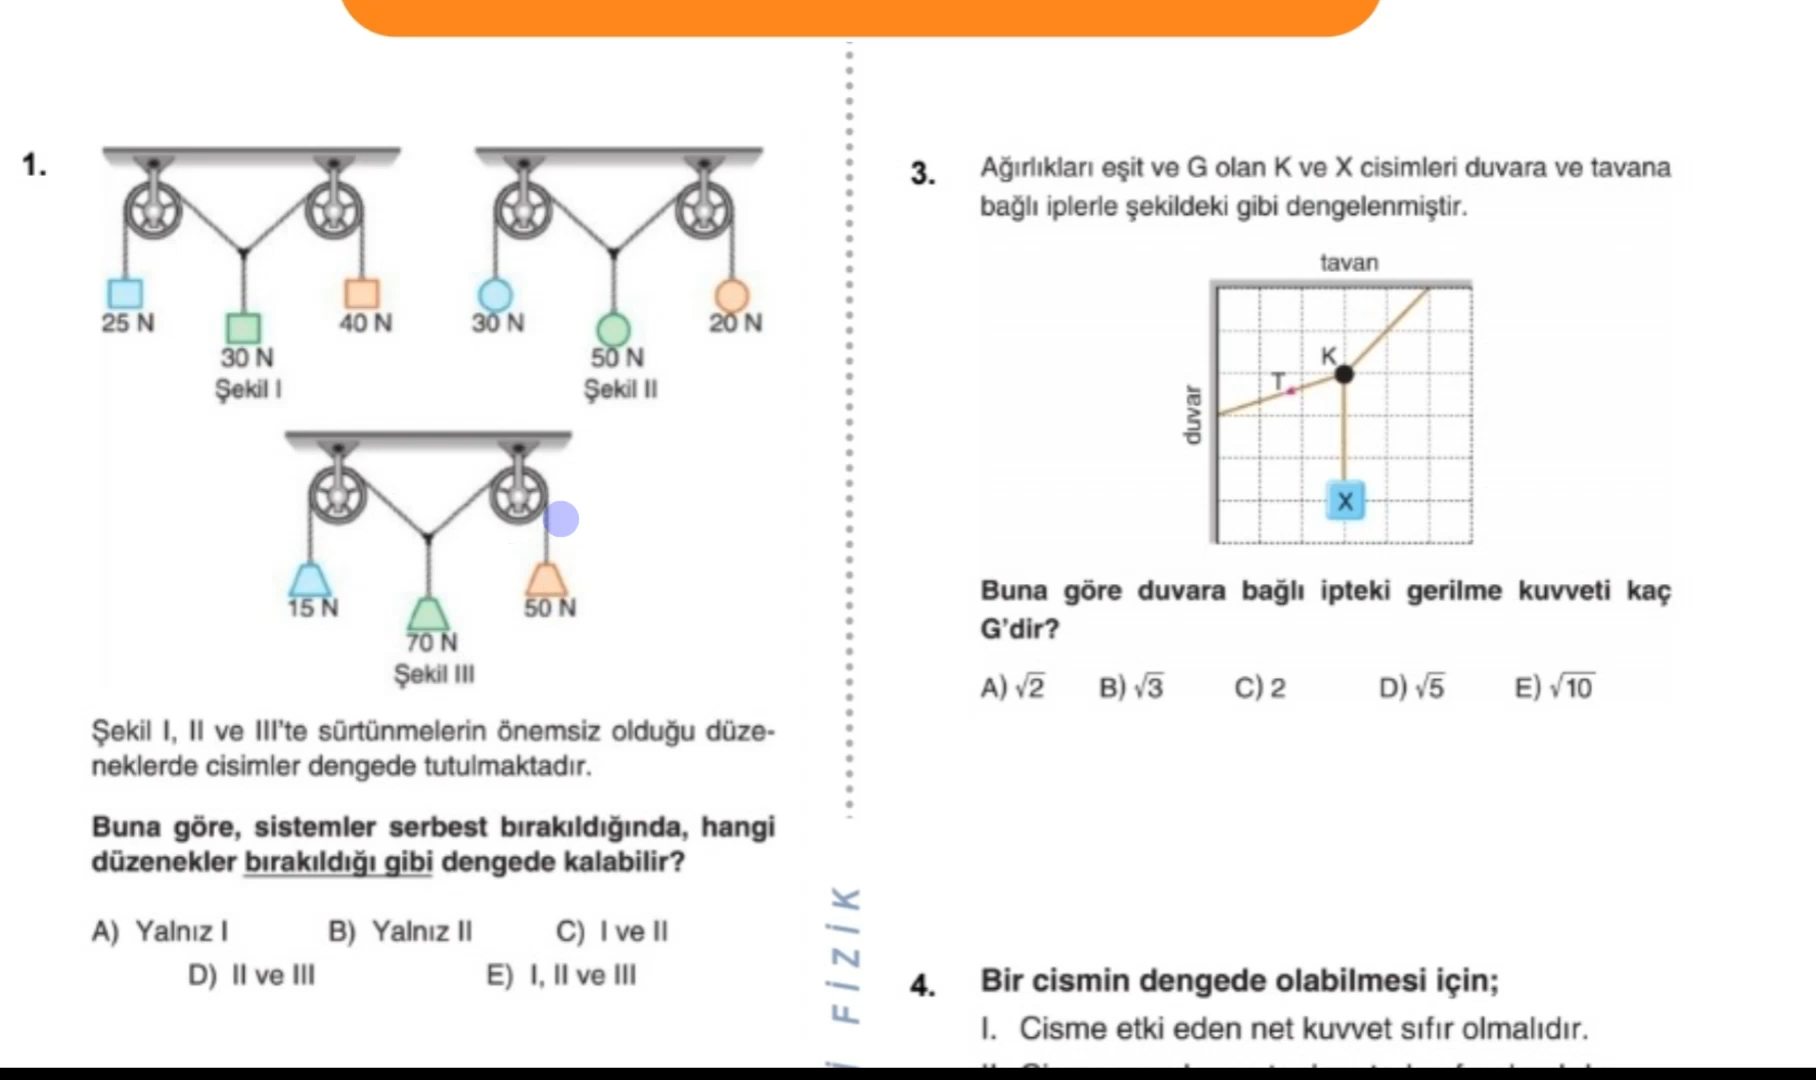 1.
25 N
30 N
40 N
Şekil I
30 N
50 N
20 N
Şekil II
15 N
70 N
50 N
Şekil III
Şekil I, II ve III'te sürtünmelerin önemsiz olduğu düze-
neklerde cisimler dengede tutulmaktadır.
Buna göre, sistemler serbest bırakıldığında, hangi
düzenekler bırakıldığı gibi dengede kalabilir?
A) Yalnız I B) Yalnız II C) I ve II
D) II ve III E) I, II ve III
FİZİK
3. Ağırlıkları eşit ve G olan K ve X cisimleri duvara ve tavana
bağlı iplerle şekildeki gibi dengelenmiştir.
tavan
K
T
duvar
X
Buna göre duvara bağlı ipteki gerilme kuvveti kaç
G'dir?
A) √2 B) √3 C) 2 D) √5 E) √10
4. Bir cismin dengede olabilmesi için;
I. Cisme etki eden net kuvvet sıfır olmalıdır.